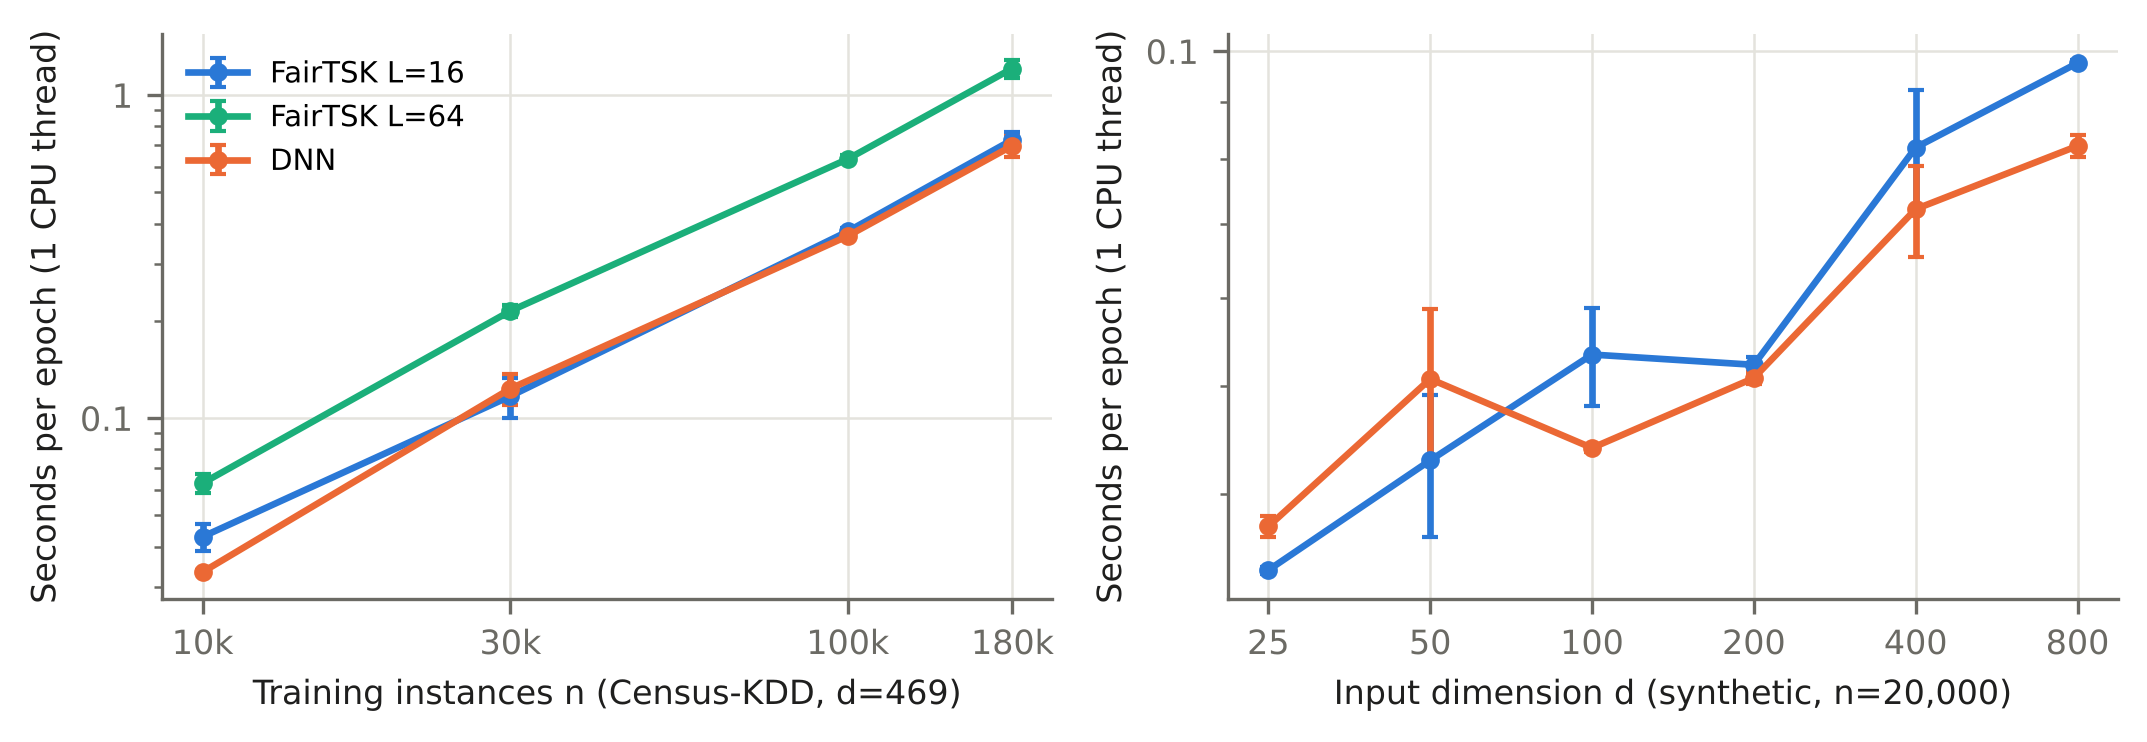 Seconds per epoch (1 CPU thread)
1
0.1
FairTSK L=16
FairTSK L=64
DNN
10k 30k 100k 180k
Training instances n (Census-KDD, d=469)
Seconds per epoch (1 CPU thread)
0.1
25 50 100 200 400 800
Input dimension d (synthetic, n=20,000)